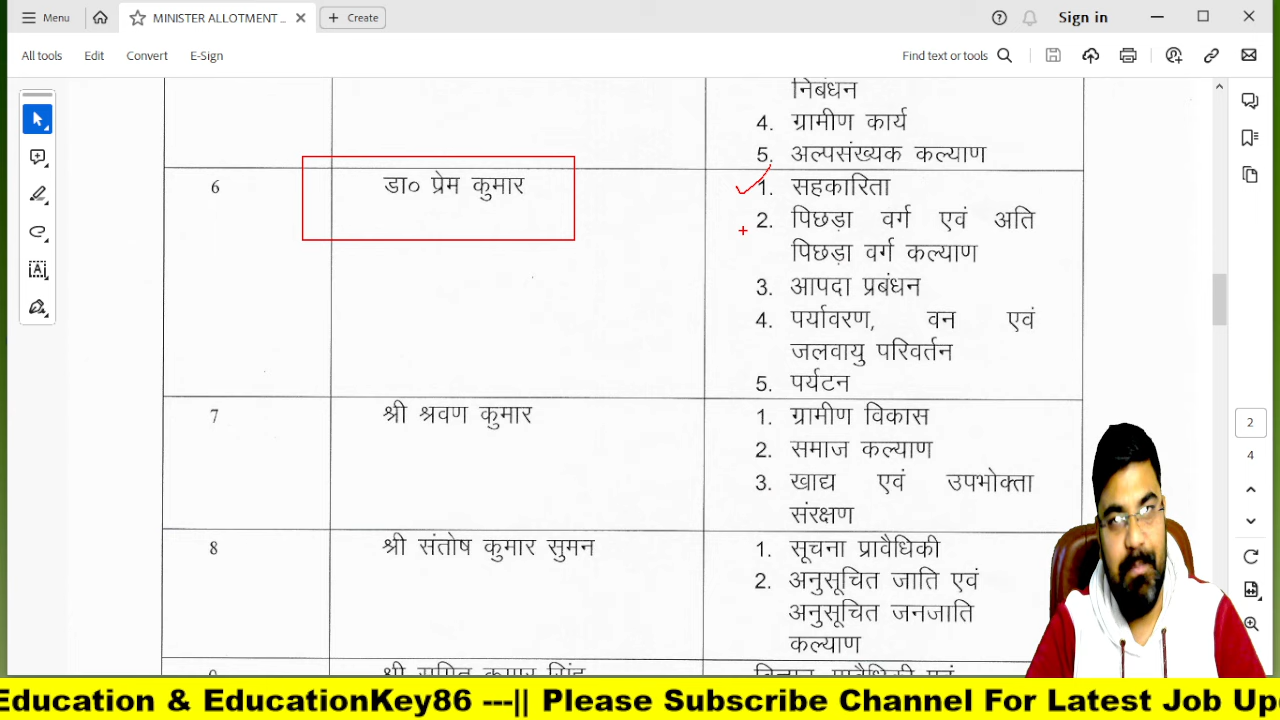 Menu
MINISTER ALLOTMENT ...
Create
Sign in
All tools Edit Convert E-Sign
Find text or tools
निबंधन
4. ग्रामीण कार्य
5. अल्पसंख्यक कल्याण
6 डा० प्रेम कुमार 1. सहकारिता
2. पिछड़ा वर्ग एवं अति
पिछड़ा वर्ग कल्याण
3. आपदा प्रबंधन
4. पर्यावरण, वन एवं
जलवायु परिवर्तन
5. पर्यटन
7 श्री श्रवण कुमार 1. ग्रामीण विकास
2. समाज कल्याण
3. खाद्य एवं उपभोक्ता
संरक्षण
8 श्री संतोष कुमार सुमन 1. सूचना प्रावैधिकी
2. अनुसूचित जाति एवं
अनुसूचित जनजाति
कल्याण
श्री सुमित कुमार सिंह विज्ञान प्रावैधिकी एवं
2
4
Education & EducationKey86 ---|| Please Subscribe Channel For Latest Job Up